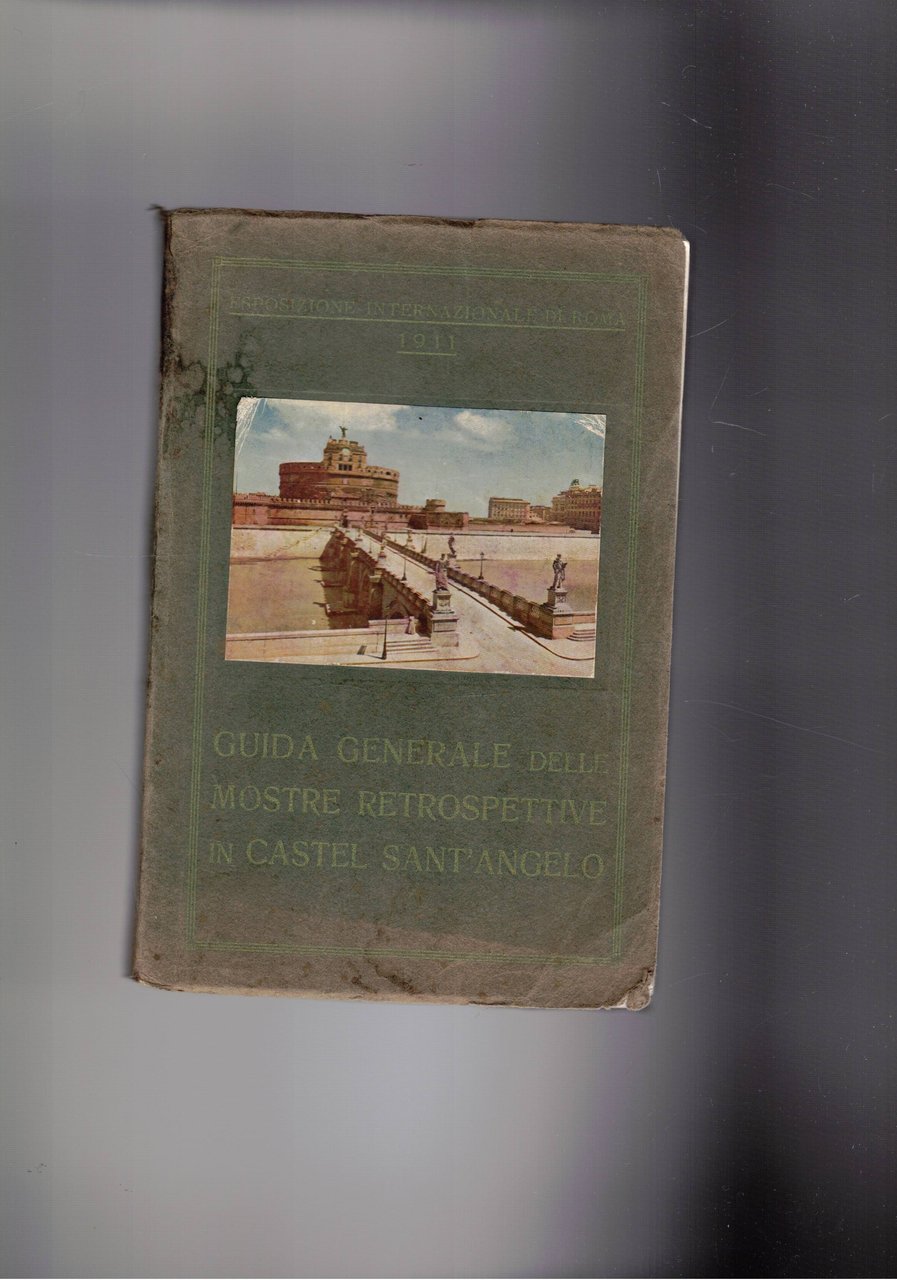 ESPOSIZIONE INTERNAZIONALE DI ROMA
1911
GUIDA GENERALE DELLE
MOSTRE RETROSPETTIVE
IN CASTEL SANT'ANGELO